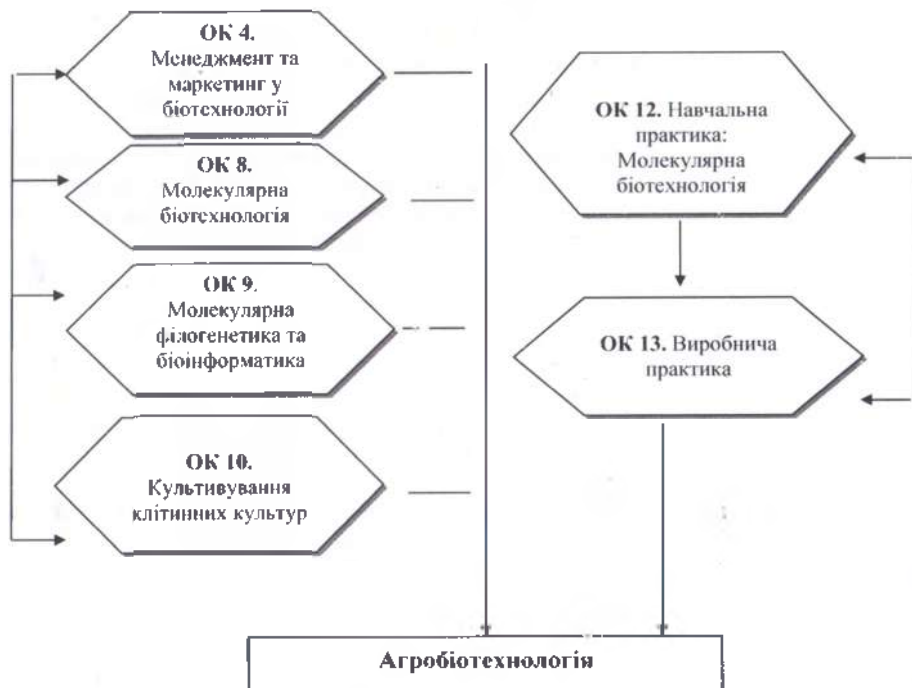 ОК 4.
Менеджмент та
маркетинг у
біотехнології
ОК 8.
Молекулярна
біотехнологія
ОК 9.
Молекулярна
філогенетика та
біоінформатика
ОК 10.
Культивування
клітинних культур
ОК 12. Навчальна
практика:
Молекулярна
біотехнологія
ОК 13. Виробнича
практика
Агробіотехнологія